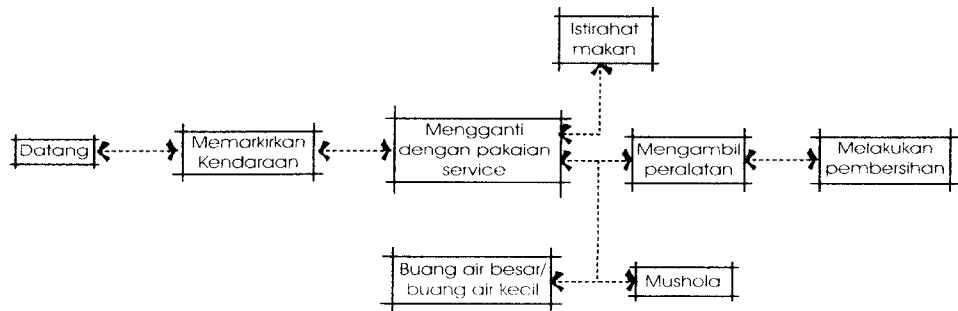 Istirahat
makan
Datang
Memarkirkan
Kendaraan
Mengganti
dengan pakaian
service
Mengambil
peralatan
Melakukan
pembersihan
Buang air besar/
buang air kecil
Mushola